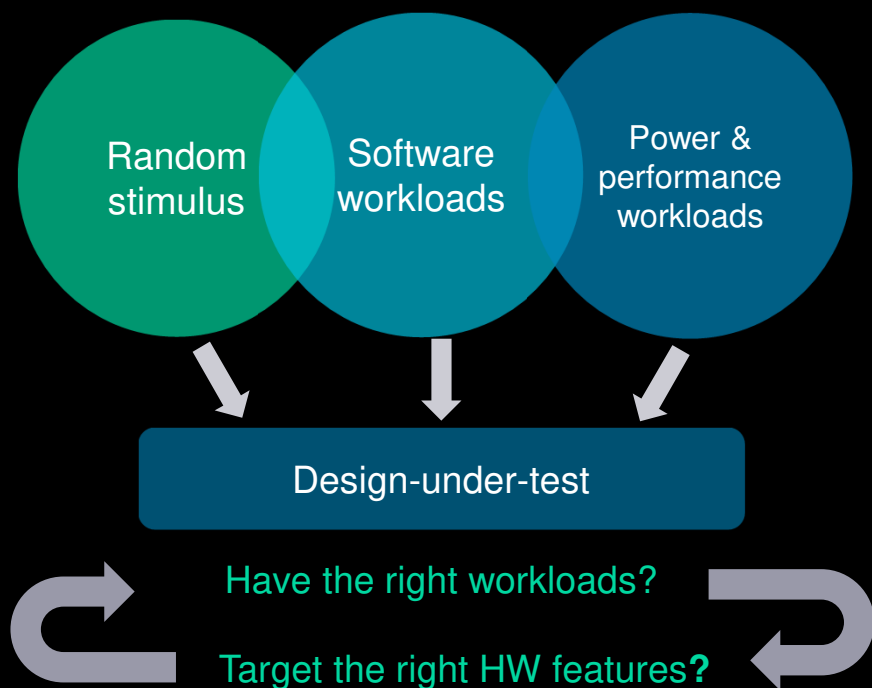 Random
stimulus
Software
workloads
Power &
performance
workloads
Design-under-test
Have the right workloads?
Target the right HW features?